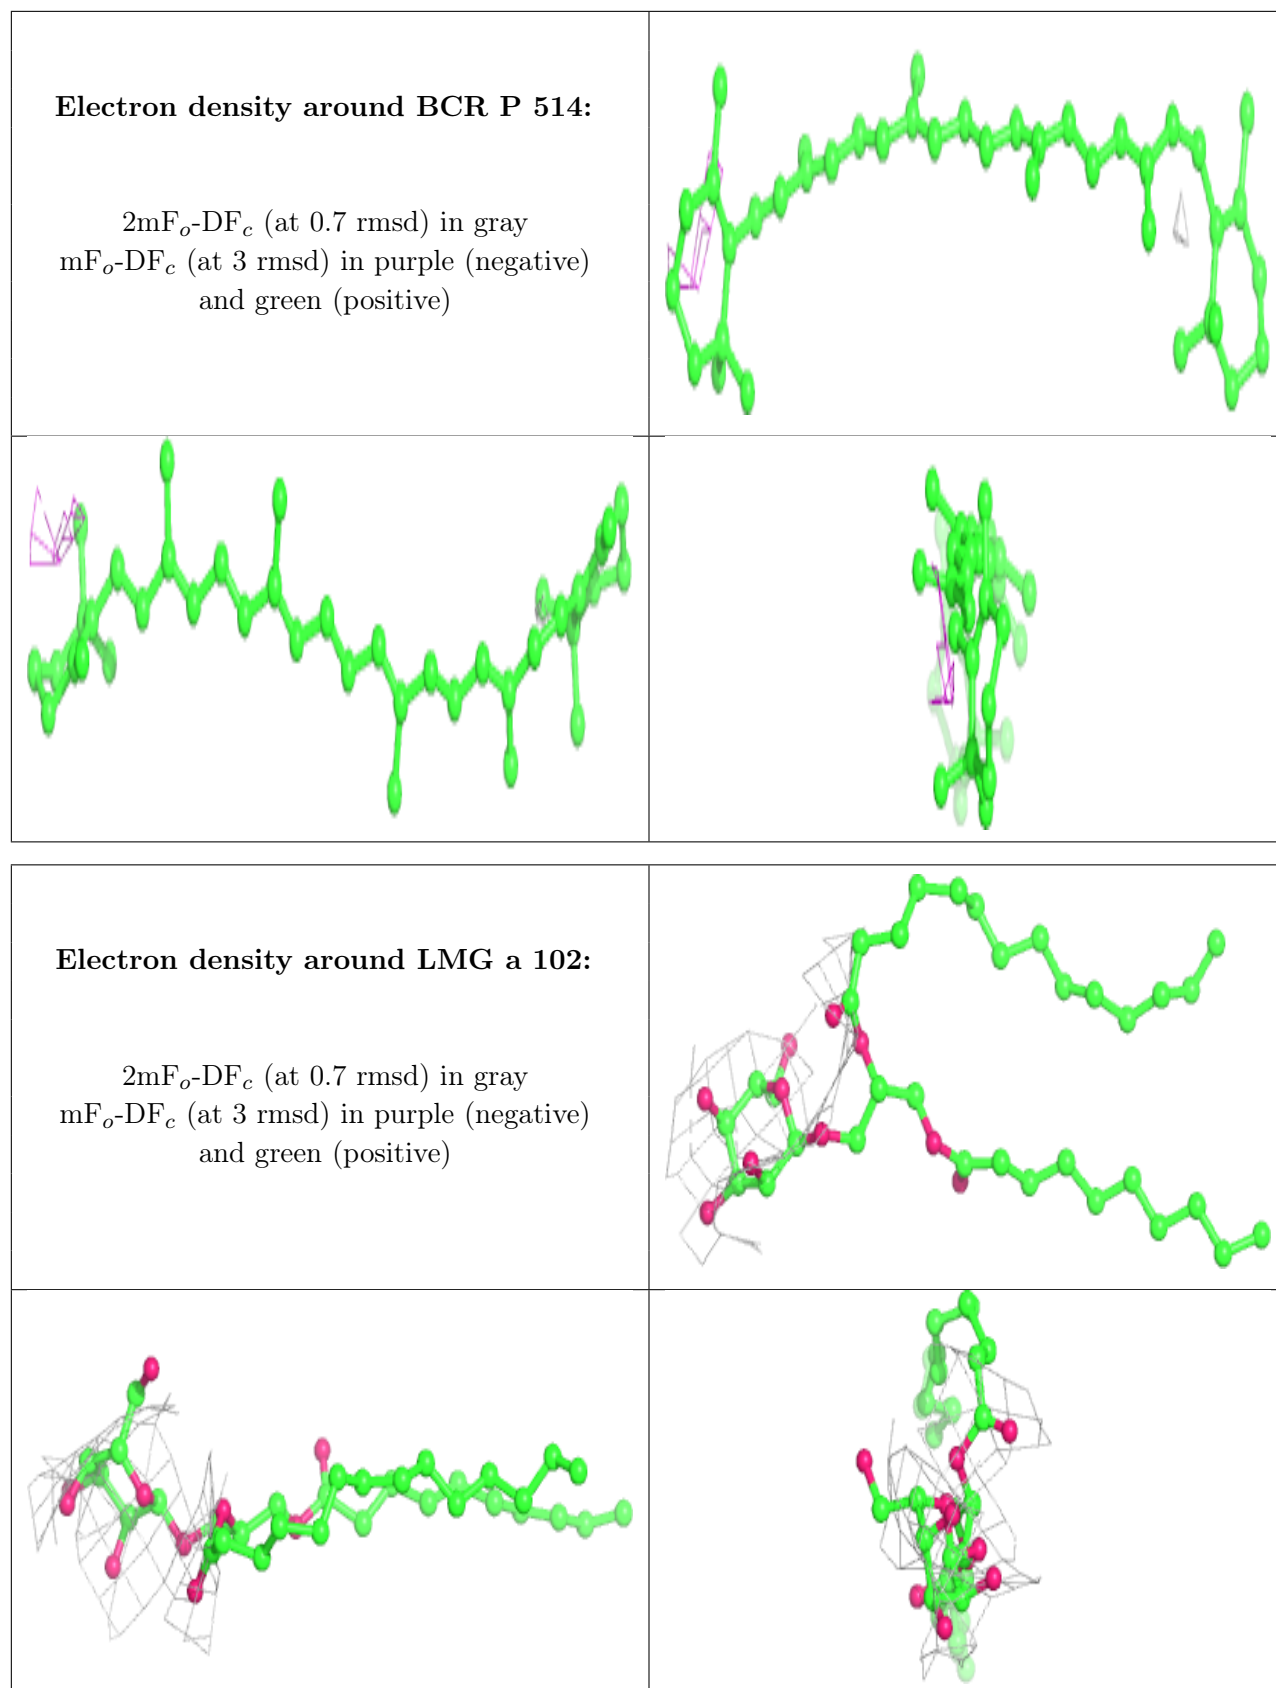 Electron density around BCR P 514:
2mFo-DFc (at 0.7 rmsd) in gray
mFo-DFc (at 3 rmsd) in purple (negative)
and green (positive)
Electron density around LMG a 102:
2mFo-DFc (at 0.7 rmsd) in gray
mFo-DFc (at 3 rmsd) in purple (negative)
and green (positive)